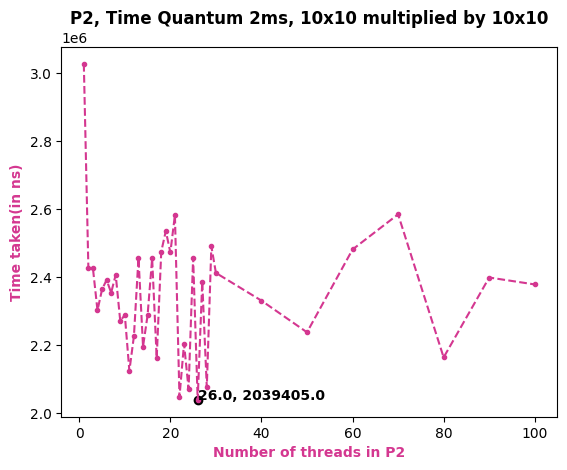 P2, Time Quantum 2ms, 10x10 multiplied by 10x10
1e6
3.0
2.8
2.6
2.4
2.2
2.0
Time taken(in ns)
26.0, 2039405.0
0 20 40 60 80 100
Number of threads in P2